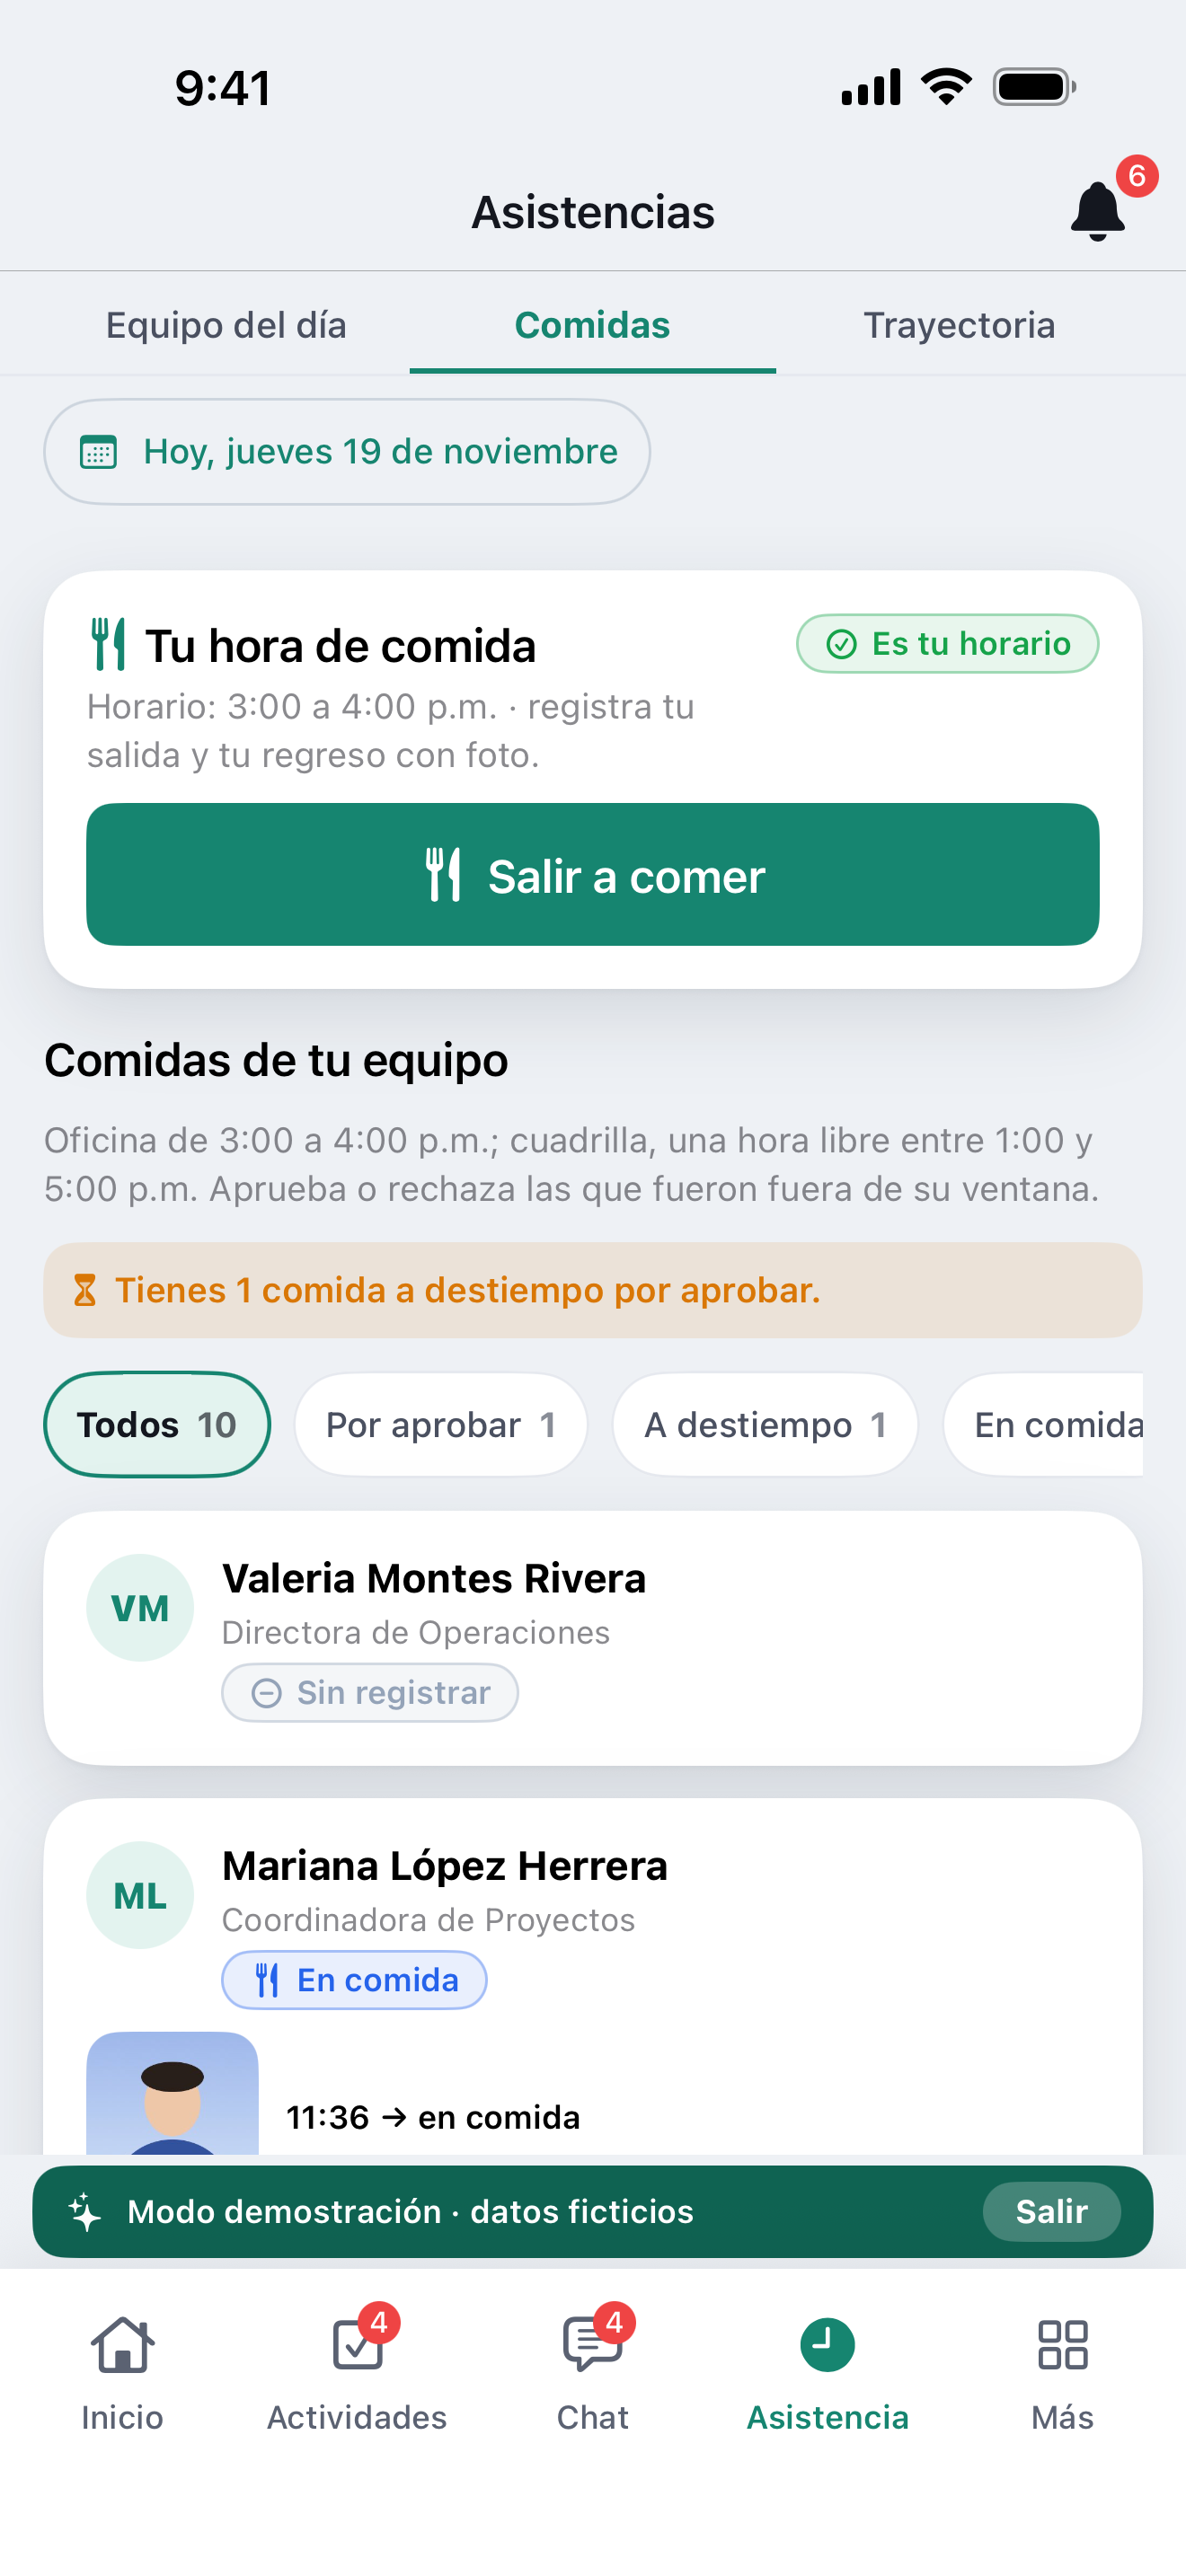 9:41
Asistencias
6
Equipo del día
Comidas
Trayectoria
Hoy, jueves 19 de noviembre
Tu hora de comida
Es tu horario
Horario: 3:00 a 4:00 p.m. · registra tu
salida y tu regreso con foto.
Salir a comer
Comidas de tu equipo
Oficina de 3:00 a 4:00 p.m.; cuadrilla, una hora libre entre 1:00 y
5:00 p.m. Aprueba o rechaza las que fueron fuera de su ventana.
Tienes 1 comida a destiempo por aprobar.
Todos 10
Por aprobar 1
A destiempo 1
En comida
VM
Valeria Montes Rivera
Directora de Operaciones
Sin registrar
ML
Mariana López Herrera
Coordinadora de Proyectos
En comida
11:36 → en comida
Modo demostración · datos ficticios
Salir
4
4
Inicio
Actividades
Chat
Asistencia
Más